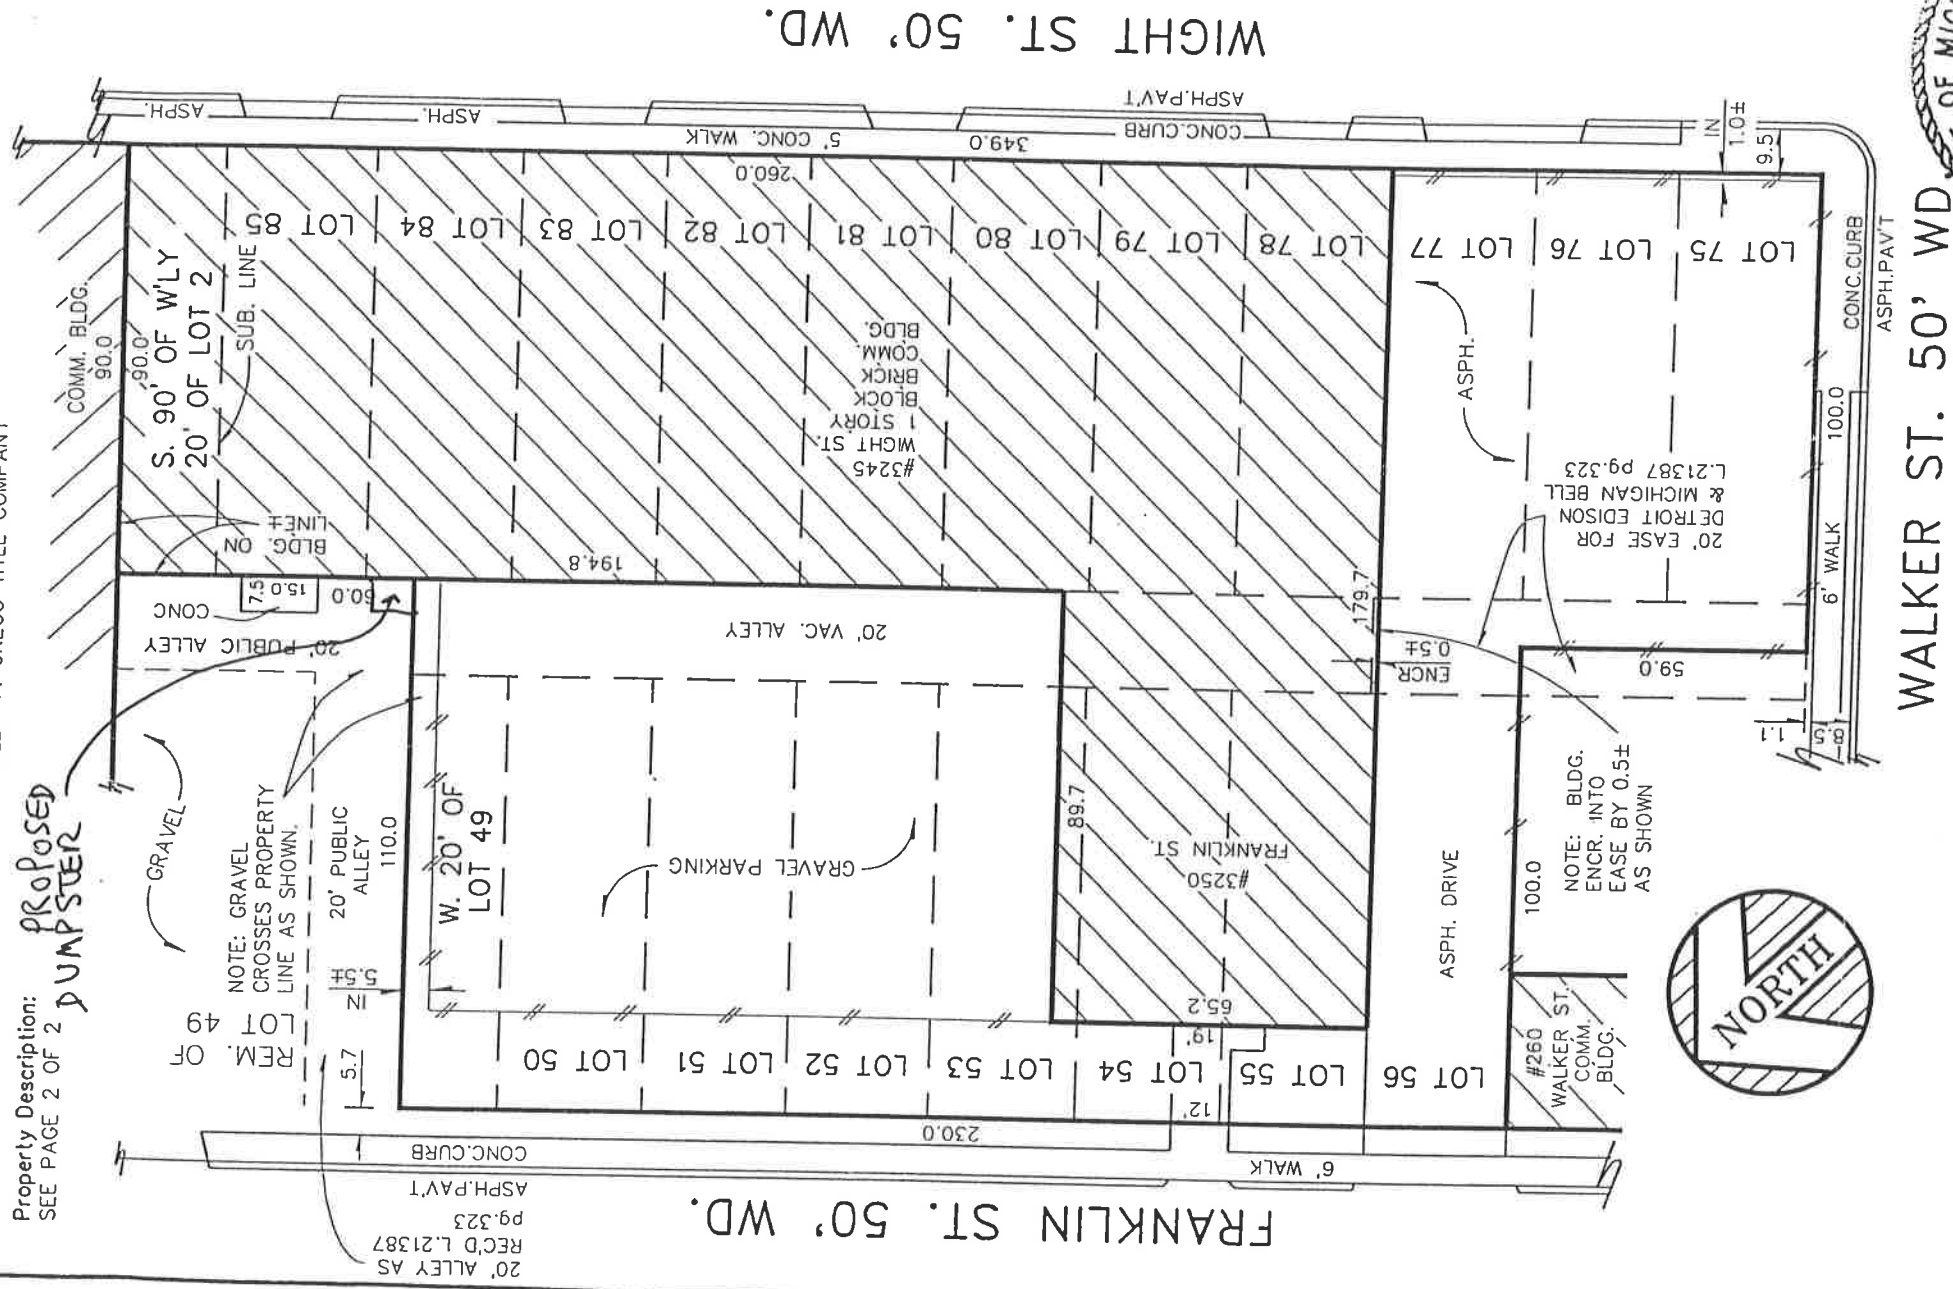 WIGHT ST. 50' WD.
OF MIC
ASPH.
ASPH.
ASPH.PAV'T
CONC.CURB
5' CONC. WALK
349.0
260.0
IN
1.0±
9.5
COMM. BLDG.
90.0
90.0
S. 90' OF W'LY
20' OF LOT 2
SUB. LINE
LOT 85
LOT 84
LOT 83
LOT 82
LOT 81
LOT 80
LOT 79
LOT 78
LOT 77
LOT 76
LOT 75
#3245
WIGHT ST.
1 STORY
BLOCK
BRICK
COMM.
BLDG.
ASPH.
20' EASE FOR
DETROIT EDISON
& MICHIGAN BELL
L.21387 pg.323
CONC.CURB
ASPH.PAV'T
100.0
6' WALK
WALKER ST. 50' WD.
TITLE COMPANY
BLDG. ON
LINE±
194.8
7.5
15.0
60.0
CONC
20' PUBLIC ALLEY
20' VAC. ALLEY
179.7
ENCR
0.5±
59.0
1.1
8.5
PROPOSED
DUMPSTER
GRAVEL
NOTE: GRAVEL
CROSSES PROPERTY
LINE AS SHOWN.
20' PUBLIC
ALLEY
110.0
W. 20' OF
LOT 49
GRAVEL PARKING
89.7
#3250
FRANKLIN ST.
ASPH. DRIVE
100.0
NOTE: BLDG.
ENCR. INTO
EASE BY 0.5±
AS SHOWN
Property Description:
SEE PAGE 2 OF 2
REM. OF
LOT 49
IN
5.5±
5.7
65.2
19'
12'
LOT 50
LOT 51
LOT 52
LOT 53
LOT 54
LOT 55
LOT 56
#260
WALKER ST.
COMM.
BLDG.
NORTH
230.0
CONC.CURB
ASPH.PAV'T
6' WALK
20' ALLEY AS
REC'D L.21387
pg.323
FRANKLIN ST. 50' WD.